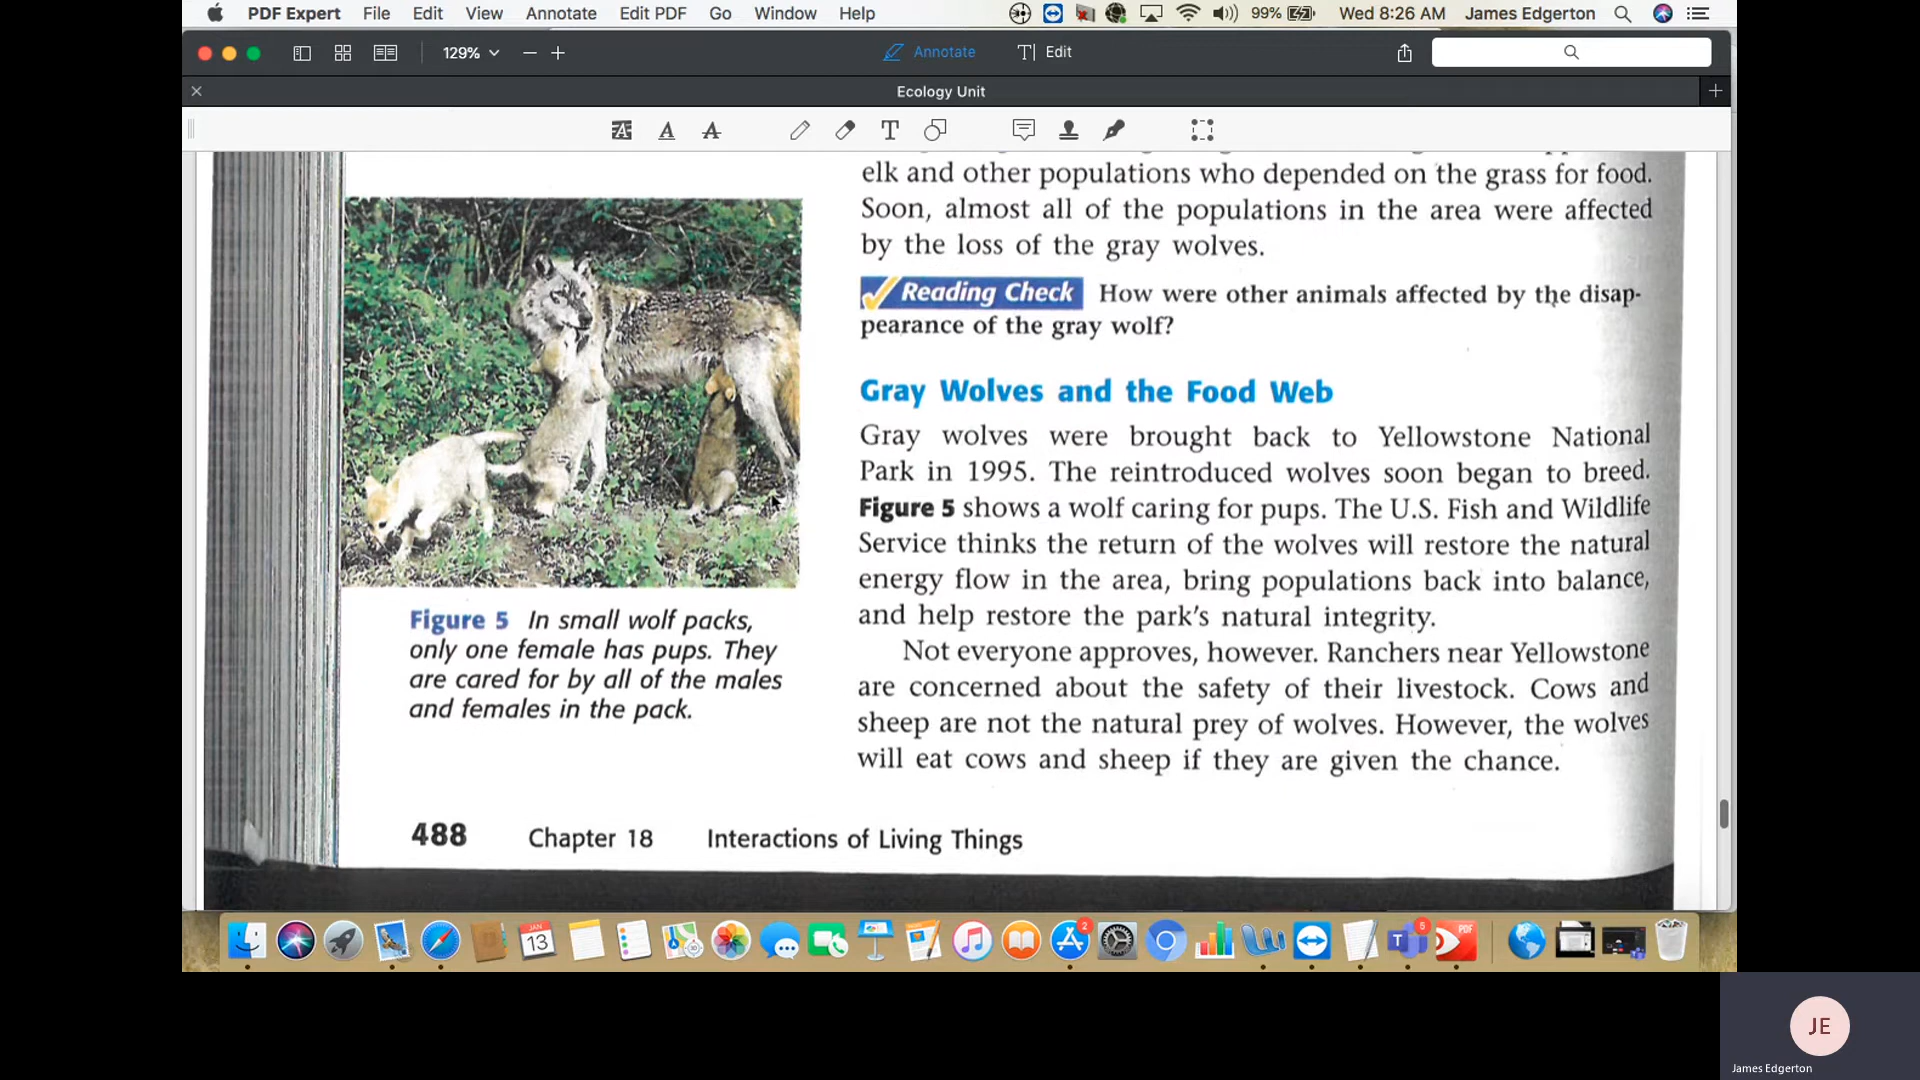 PDF Expert File Edit View Annotate Edit PDF Go Window Help 99% Wed 8:26 AM James Edgerton
129% Annotate T| Edit
Ecology Unit
elk and other populations who depended on the grass for food.
Soon, almost all of the populations in the area were affected
by the loss of the gray wolves.
Reading Check How were other animals affected by the disap-
pearance of the gray wolf?
Gray Wolves and the Food Web
Gray wolves were brought back to Yellowstone National
Park in 1995. The reintroduced wolves soon began to breed.
Figure 5 shows a wolf caring for pups. The U.S. Fish and Wildlife
Service thinks the return of the wolves will restore the natural
energy flow in the area, bring populations back into balance,
and help restore the park's natural integrity.
Not everyone approves, however. Ranchers near Yellowstone
are concerned about the safety of their livestock. Cows and
sheep are not the natural prey of wolves. However, the wolves
will eat cows and sheep if they are given the chance.
Figure 5 In small wolf packs,
only one female has pups. They
are cared for by all of the males
and females in the pack.
488 Chapter 18 Interactions of Living Things
JAN
13
2
5
PDF
JE
James Edgerton